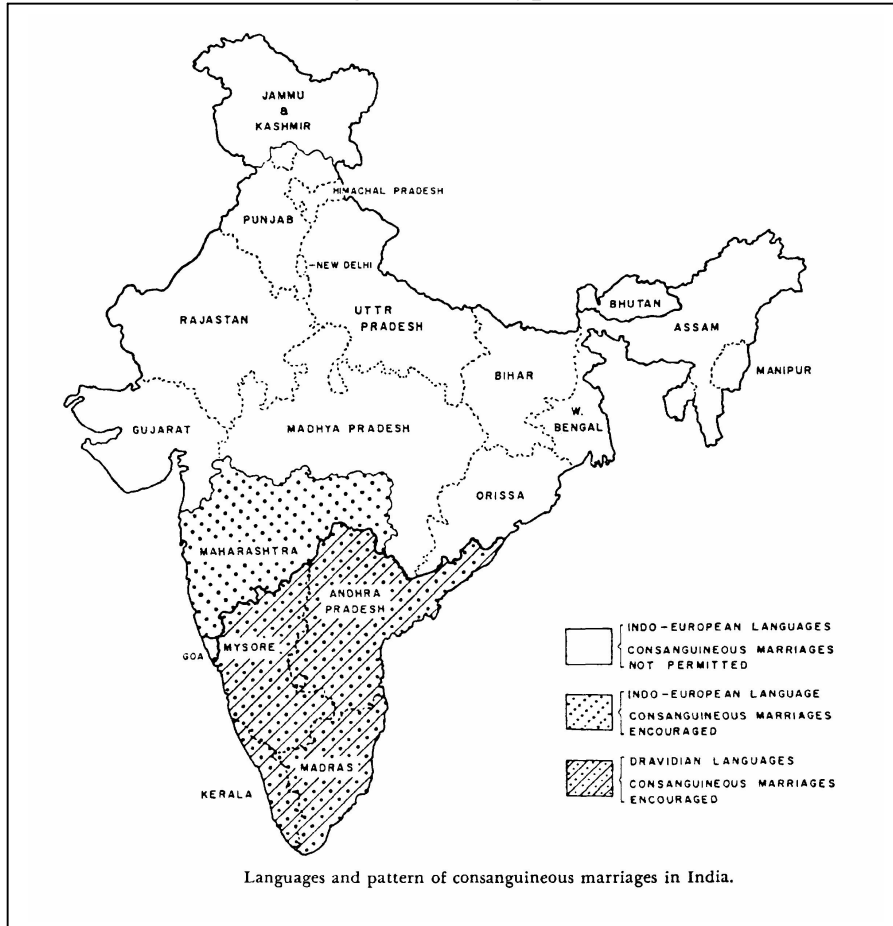 JAMMU
&
KASHMIR
HIMACHAL PRADESH
PUNJAB
NEW DELHI
RAJASTAN
UTTR
PRADESH
BHUTAN
ASSAM
MANIPUR
BIHAR
W.
BENGAL
GUJARAT
MADHYA PRADESH
ORISSA
MAHARASHTRA
ANDHRA
PRADESH
GOA
MYSORE
MADRAS
KERALA
INDO-EUROPEAN LANGUAGES
CONSANGUINEOUS MARRIAGES
NOT PERMITTED
INDO-EUROPEAN LANGUAGE
CONSANGUINEOUS MARRIAGES
ENCOURAGED
DRAVIDIAN LANGUAGES
CONSANGUINEOUS MARRIAGES
ENCOURAGED
Languages and pattern of consanguineous marriages in India.